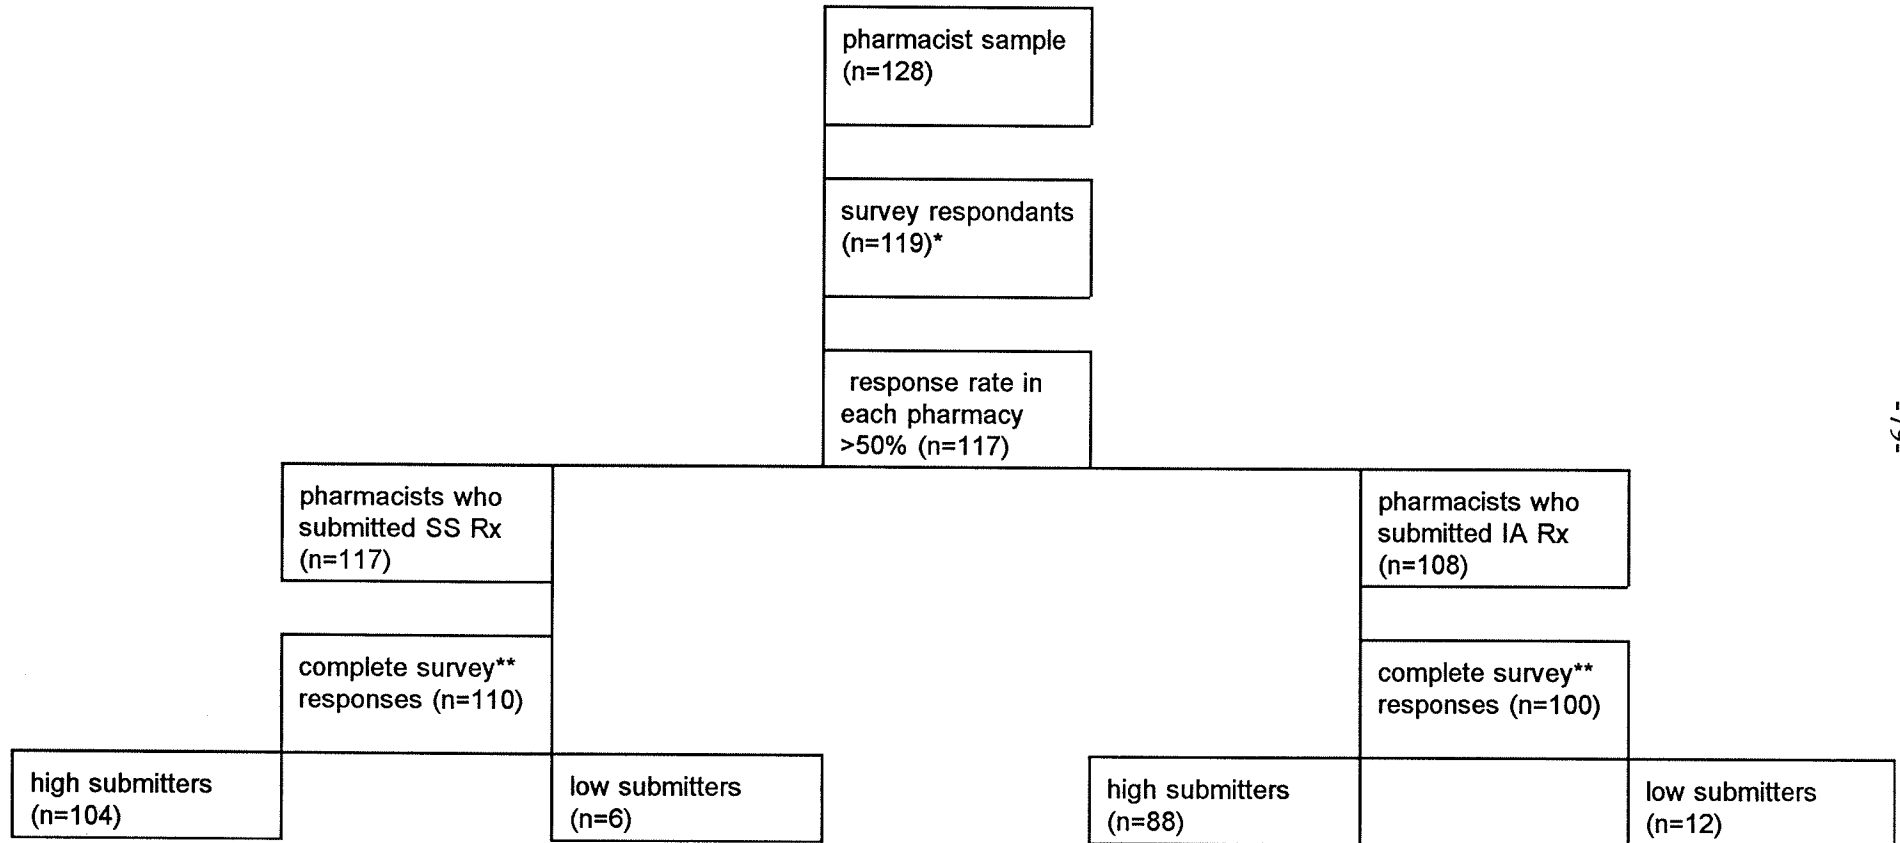 pharmacist sample
(n=128)
survey respondants
(n=119)*
response rate in
each pharmacy
>50% (n=117)
pharmacists who
submitted SS Rx
(n=117)
pharmacists who
submitted IA Rx
(n=108)
complete survey**
responses (n=110)
complete survey**
responses (n=100)
high submitters
(n=104)
low submitters
(n=6)
high submitters
(n=88)
low submitters
(n=12)